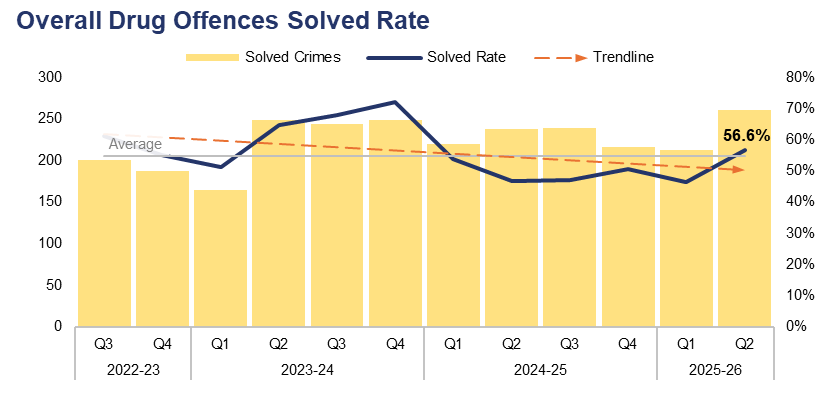 Overall Drug Offences Solved Rate
Solved Crimes Solved Rate Trendline
300 80%
250 70%
200 60%
150 50%
100 40%
50 30%
0 20%
10%
0%
Average
56.6%
Q3 Q4 Q1 Q2 Q3 Q4 Q1 Q2 Q3 Q4 Q1 Q2
2022-23 2023-24 2024-25 2025-26